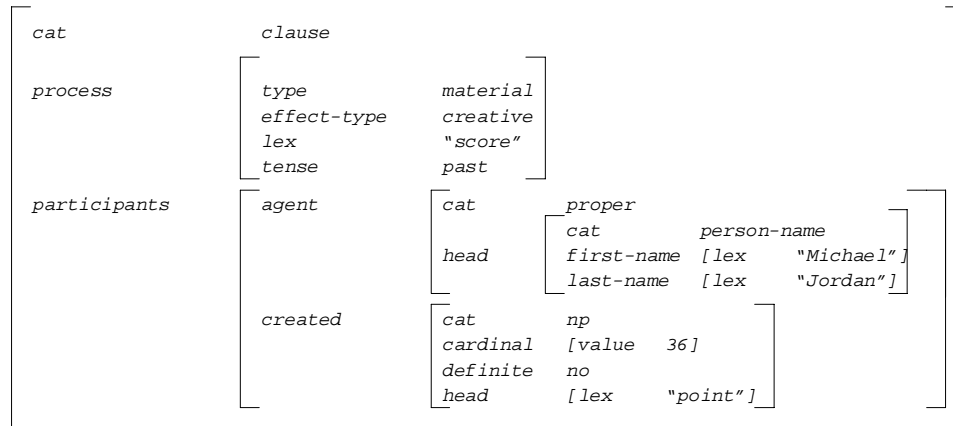 cat clause
process type material
effect-type creative
lex “score”
tense past
participants agent cat proper
cat person-name
head first-name [lex “Michael”]
last-name [lex “Jordan”]
created cat np
cardinal [value 36]
definite no
head [lex “point”]